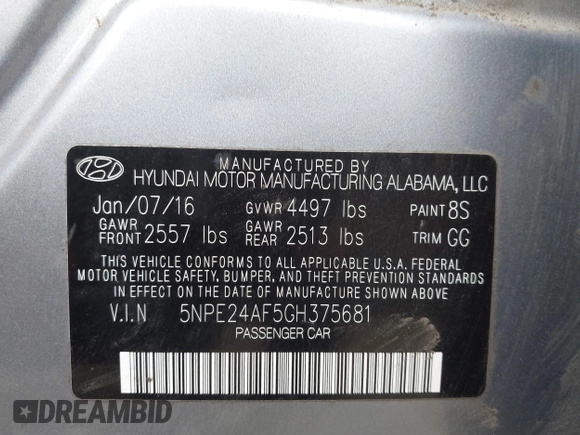 MANUFACTURED BY
HYUNDAI MOTOR MANUFACTURING ALABAMA, LLC
Jan/07/16 GVWR 4497 lbs PAINT 8S
GAWR FRONT 2557 lbs GAWR REAR 2513 lbs TRIM GG
THIS VEHICLE CONFORMS TO ALL APPLICABLE U.S.A. FEDERAL
MOTOR VEHICLE SAFETY, BUMPER, AND THEFT PREVENTION STANDARDS
IN EFFECT ON THE DATE OF MANUFACTURE SHOWN ABOVE.
V.I.N 5NPE24AF5GH375681
PASSENGER CAR
DREAMBID